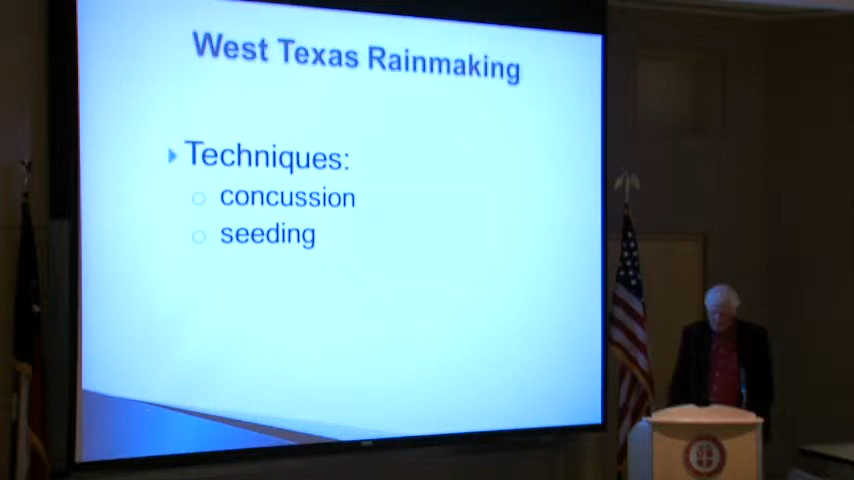 West Texas Rainmaking
Techniques:
concussion
seeding